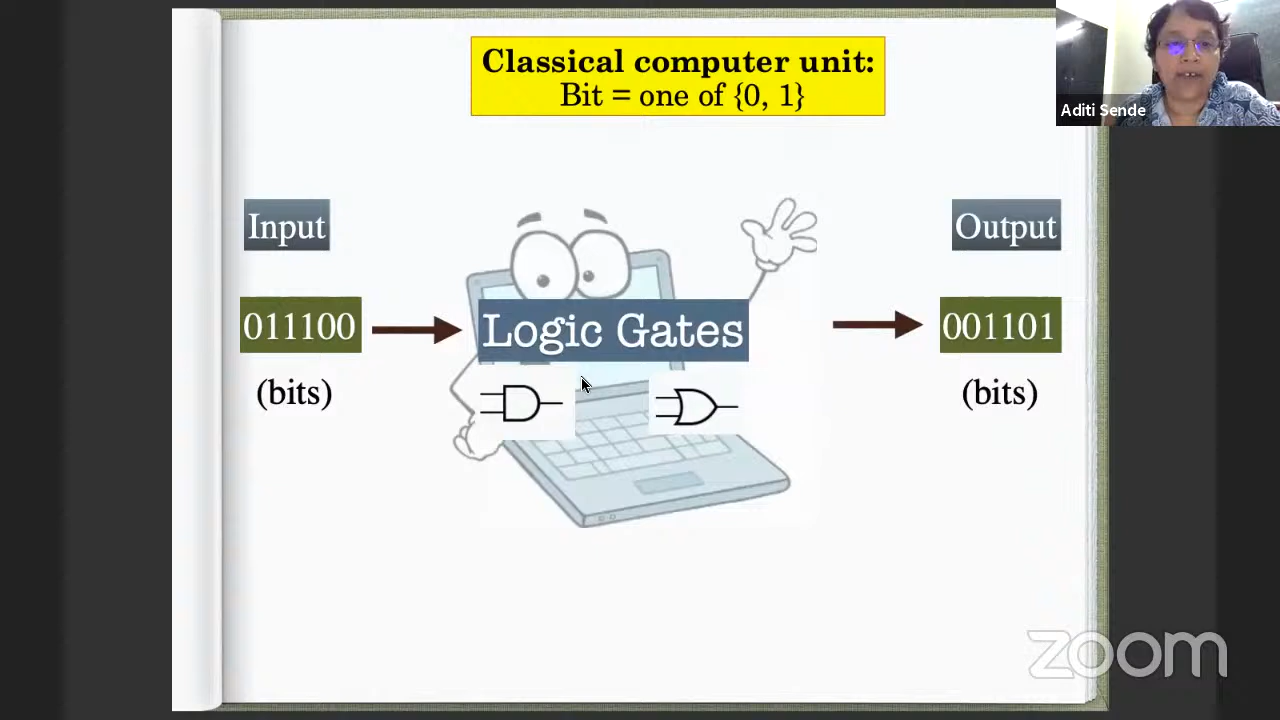 Classical computer unit:
Bit = one of {0, 1}
Aditi Sende
Input
Output
011100
Logic Gates
001101
(bits)
(bits)
zoom